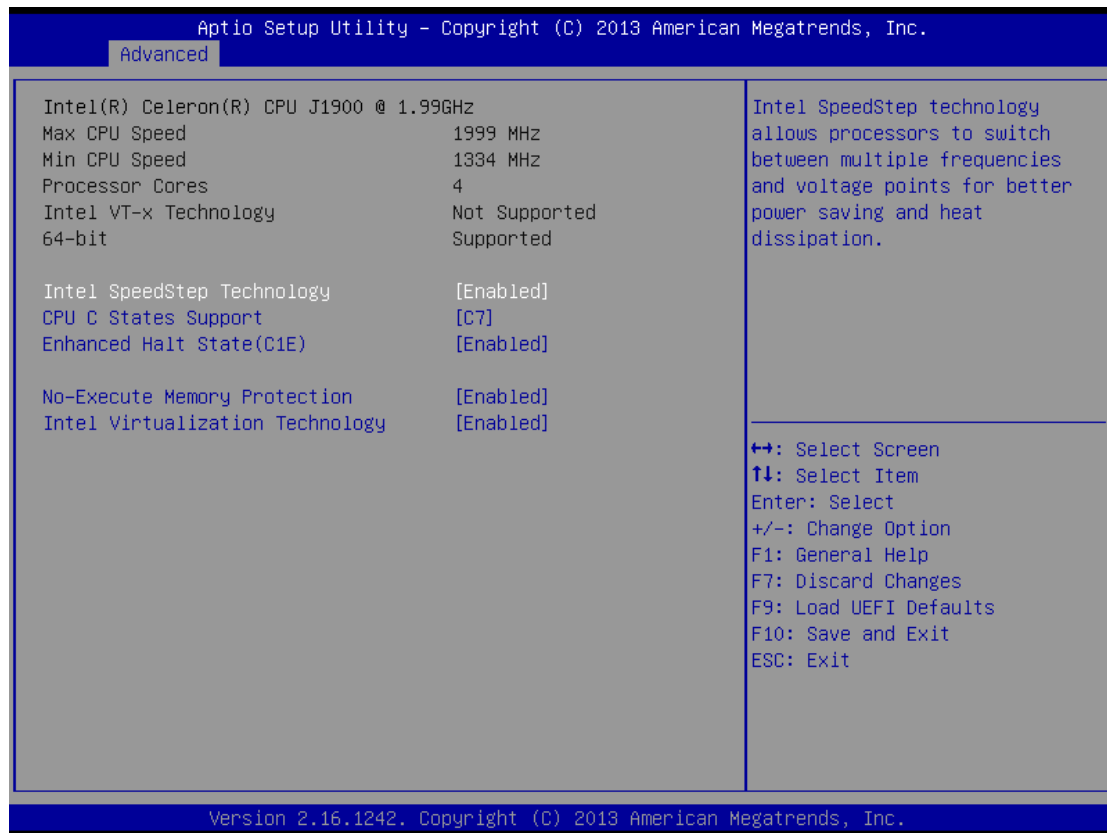 Aptio Setup Utility – Copyright (C) 2013 American Megatrends, Inc.
Advanced
Intel(R) Celeron(R) CPU J1900 @ 1.99GHz
Max CPU Speed 1999 MHz
Min CPU Speed 1334 MHz
Processor Cores 4
Intel VT-x Technology Not Supported
64-bit Supported
Intel SpeedStep Technology [Enabled]
CPU C States Support [C7]
Enhanced Halt State(C1E) [Enabled]
No-Execute Memory Protection [Enabled]
Intel Virtualization Technology [Enabled]
Intel SpeedStep technology
allows processors to switch
between multiple frequencies
and voltage points for better
power saving and heat
dissipation.
↔: Select Screen
↑↓: Select Item
Enter: Select
+/-: Change Option
F1: General Help
F7: Discard Changes
F9: Load UEFI Defaults
F10: Save and Exit
ESC: Exit
Version 2.16.1242. Copyright (C) 2013 American Megatrends, Inc.